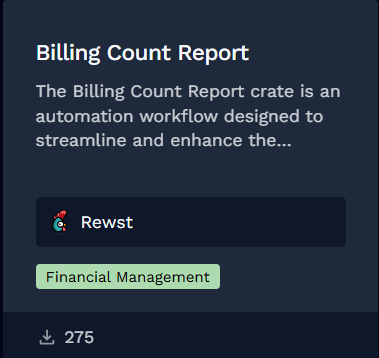 Billing Count Report
The Billing Count Report crate is an
automation workflow designed to
streamline and enhance the...
Rewst
Financial Management
275